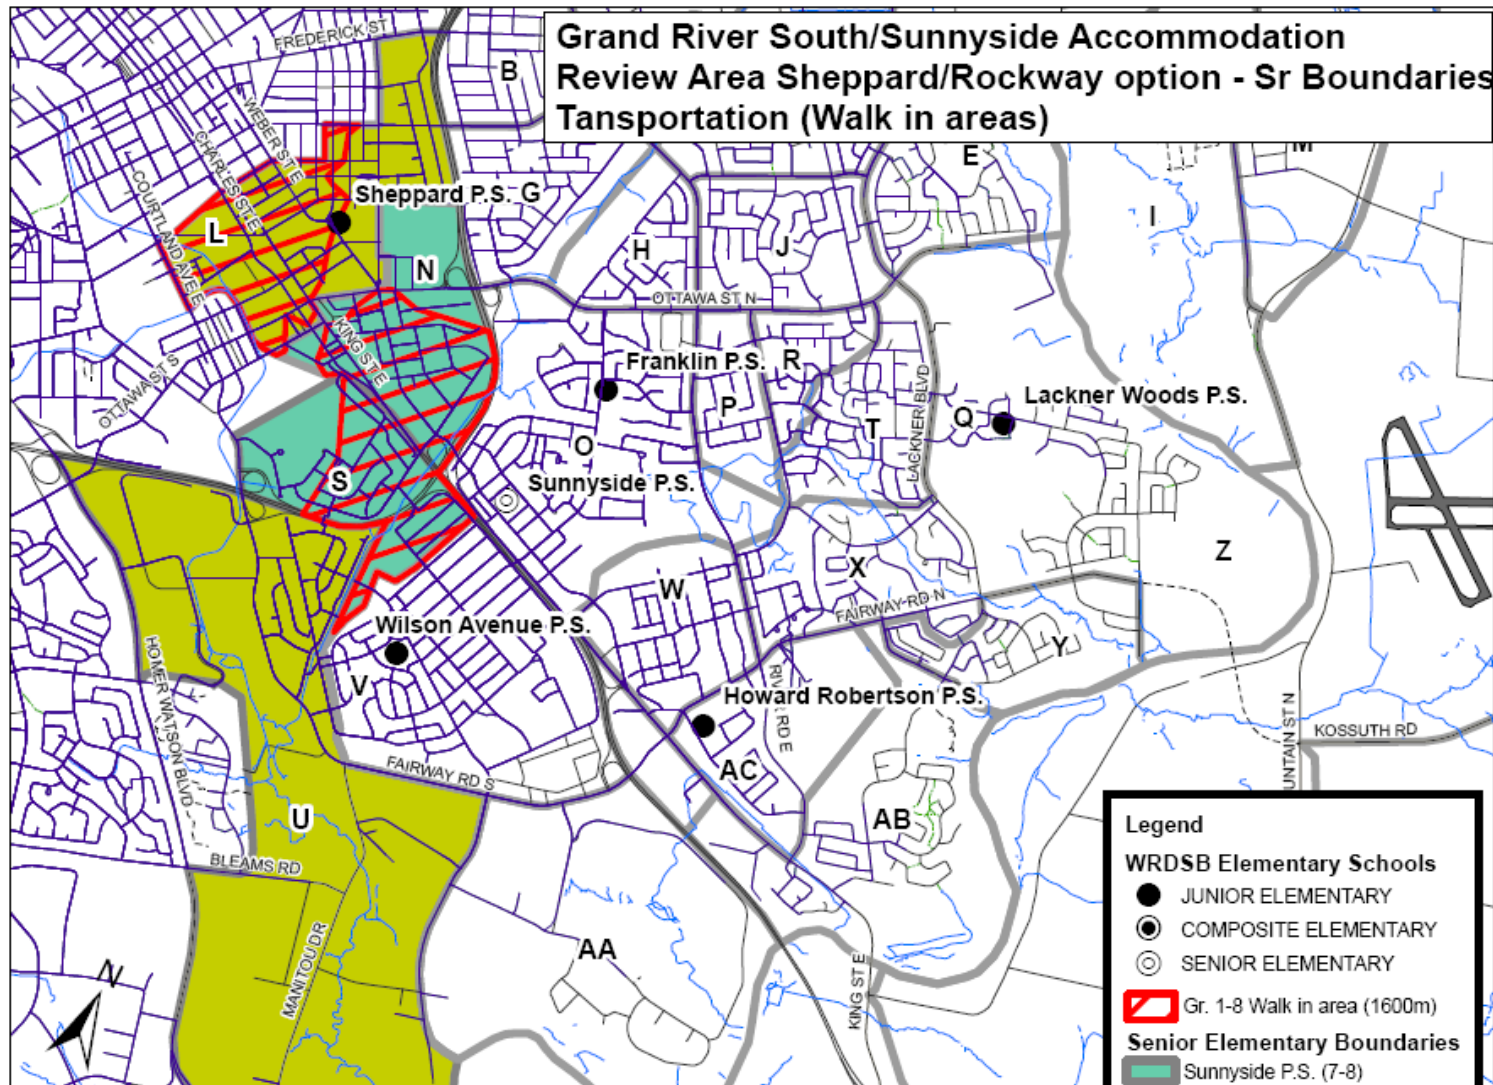 Grand River South/Sunnyside Accommodation
Review Area Sheppard/Rockway option - Sr Boundaries
Tansportation (Walk in areas)
FREDERICK ST
B
WEBER ST E
CHARLES ST E
COURTLAND AVE E
E
M
Sheppard P.S.
G
L
I
H
J
N
OTTAWA ST N
KING ST E
OTTAWA ST S
Franklin P.S.
R
P
LACKNER BLVD
Lackner Woods P.S.
Q
T
O
S
Sunnyside P.S.
Z
X
W
FAIRWAY RD N
Y
Wilson Avenue P.S.
V
HOMER WATSON BLVD
Howard Robertson P.S.
RIVER RD E
KOSSUTH RD
UNTAIN ST N
FAIRWAY RD S
AC
AB
U
BLEAMS RD
MANITOU DR
AA
KING ST E
N
Legend
WRDSB Elementary Schools
JUNIOR ELEMENTARY
COMPOSITE ELEMENTARY
SENIOR ELEMENTARY
Gr. 1-8 Walk in area (1600m)
Senior Elementary Boundaries
Sunnyside P.S. (7-8)